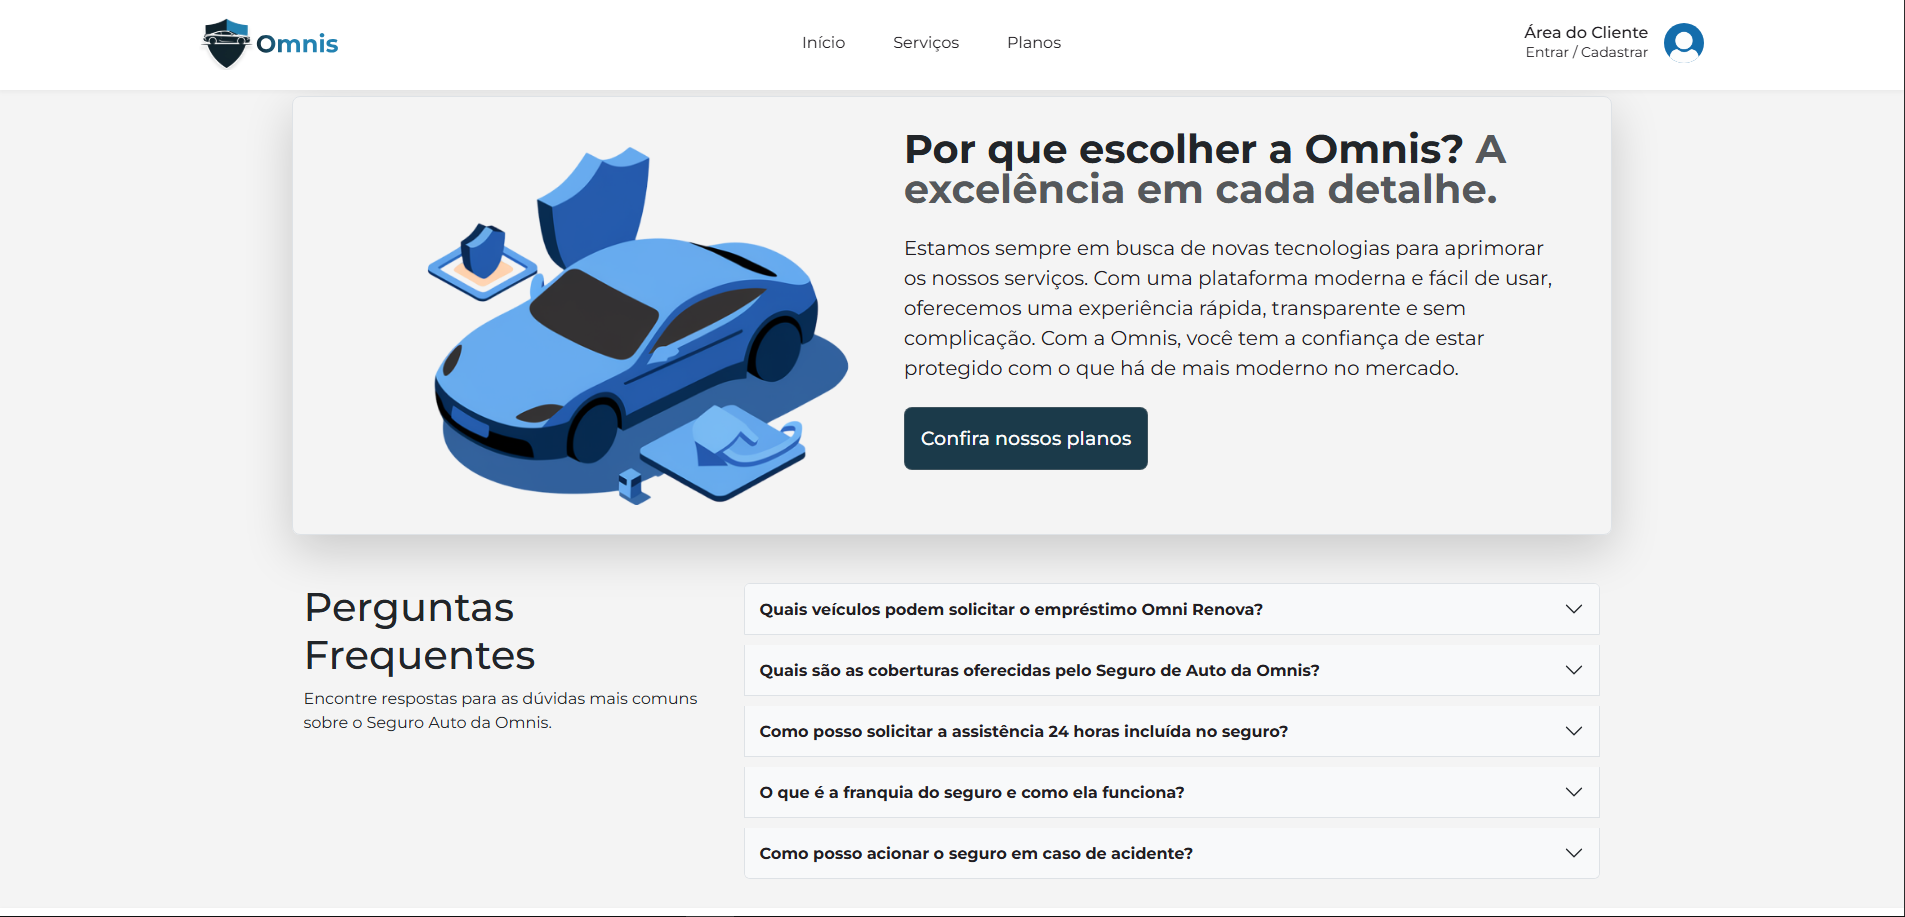 Omnis
Início
Serviços
Planos
Área do Cliente
Entrar / Cadastrar
Por que escolher a Omnis? A
excelência em cada detalhe.
Estamos sempre em busca de novas tecnologias para aprimorar
os nossos serviços. Com uma plataforma moderna e fácil de usar,
oferecemos uma experiência rápida, transparente e sem
complicação. Com a Omnis, você tem a confiança de estar
protegido com o que há de mais moderno no mercado.
Confira nossos planos
Perguntas
Frequentes
Encontre respostas para as dúvidas mais comuns
sobre o Seguro Auto da Omnis.
Quais veículos podem solicitar o empréstimo Omni Renova?
Quais são as coberturas oferecidas pelo Seguro de Auto da Omnis?
Como posso solicitar a assistência 24 horas incluída no seguro?
O que é a franquia do seguro e como ela funciona?
Como posso acionar o seguro em caso de acidente?